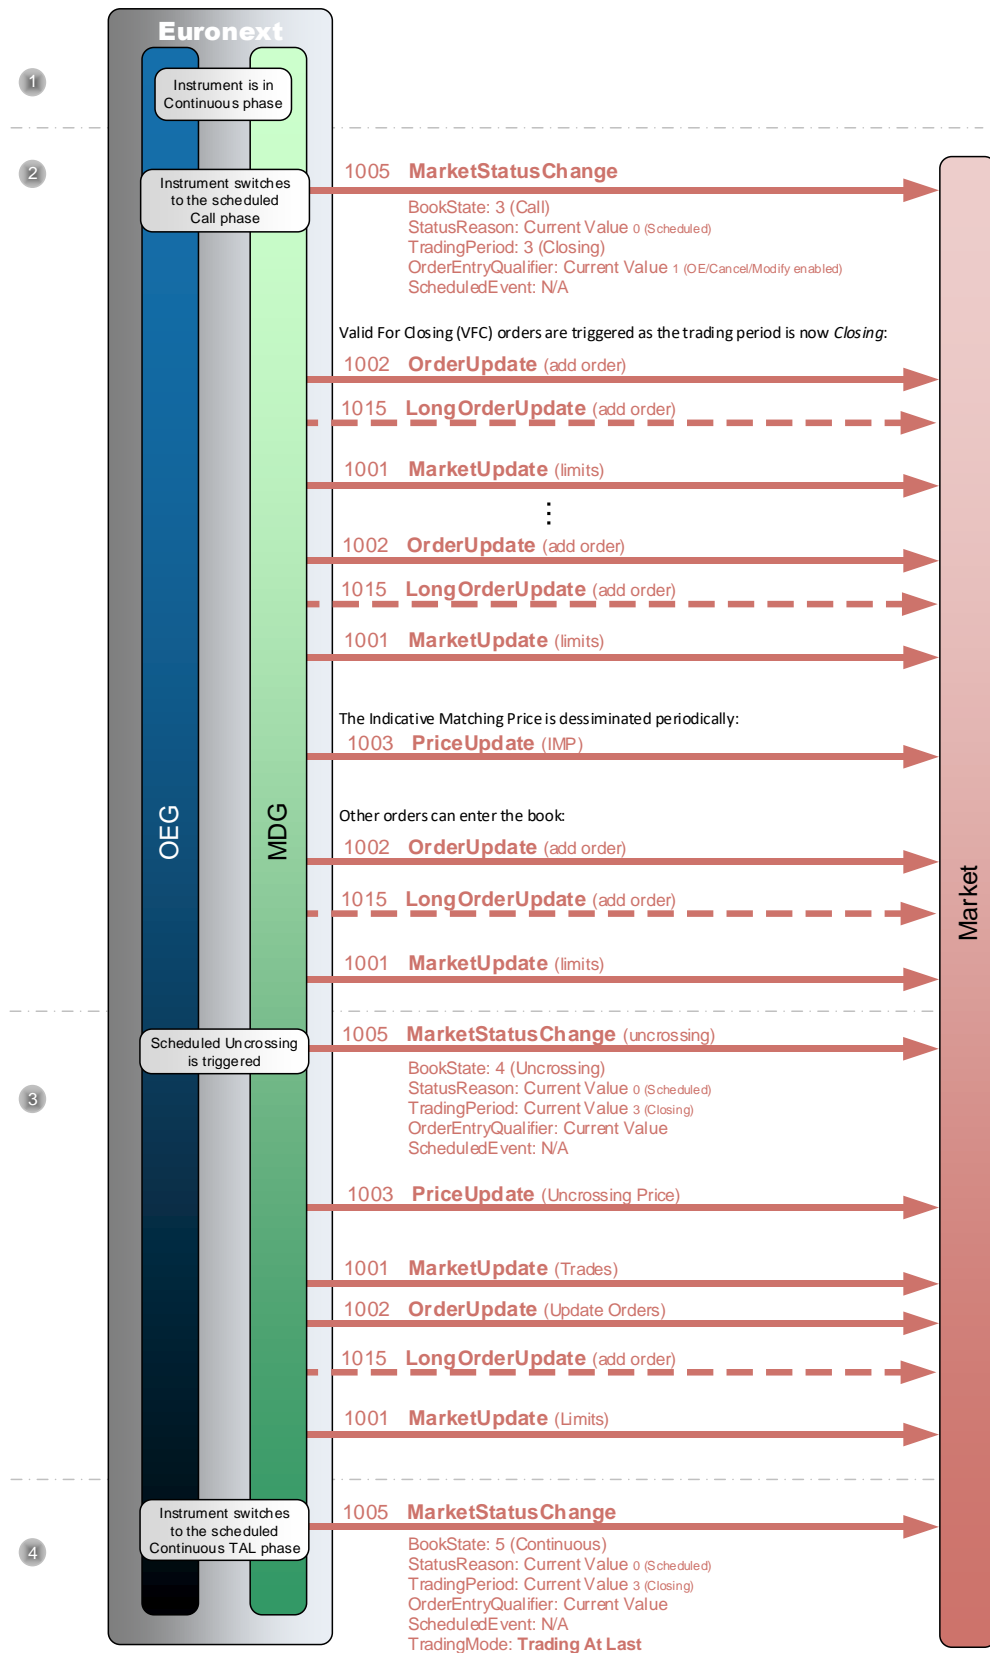 Euronext
1
Instrument is in
Continuous phase
2
Instrument switches
to the scheduled
Call phase
1005 MarketStatusChange
BookState: 3 (Call)
StatusReason: Current Value 0 (Scheduled)
TradingPeriod: 3 (Closing)
OrderEntryQualifier: Current Value 1 (OE/Cancel/Modify enabled)
ScheduledEvent: N/A
Valid For Closing (VFC) orders are triggered as the trading period is now Closing:
1002 OrderUpdate (add order)
1015 LongOrderUpdate (add order)
1001 MarketUpdate (limits)
⋮
1002 OrderUpdate (add order)
1015 LongOrderUpdate (add order)
1001 MarketUpdate (limits)
The Indicative Matching Price is dessiminated periodically:
1003 PriceUpdate (IMP)
OEG
MDG
Market
Other orders can enter the book:
1002 OrderUpdate (add order)
1015 LongOrderUpdate (add order)
1001 MarketUpdate (limits)
3
Scheduled Uncrossing
is triggered
1005 MarketStatusChange (uncrossing)
BookState: 4 (Uncrossing)
StatusReason: Current Value 0 (Scheduled)
TradingPeriod: Current Value 3 (Closing)
OrderEntryQualifier: Current Value
ScheduledEvent: N/A
1003 PriceUpdate (Uncrossing Price)
1001 MarketUpdate (Trades)
1002 OrderUpdate (Update Orders)
1015 LongOrderUpdate (add order)
1001 MarketUpdate (Limits)
4
Instrument switches
to the scheduled
Continuous TAL phase
1005 MarketStatusChange
BookState: 5 (Continuous)
StatusReason: Current Value 0 (Scheduled)
TradingPeriod: Current Value 3 (Closing)
OrderEntryQualifier: Current Value
ScheduledEvent: N/A
TradingMode: Trading At Last